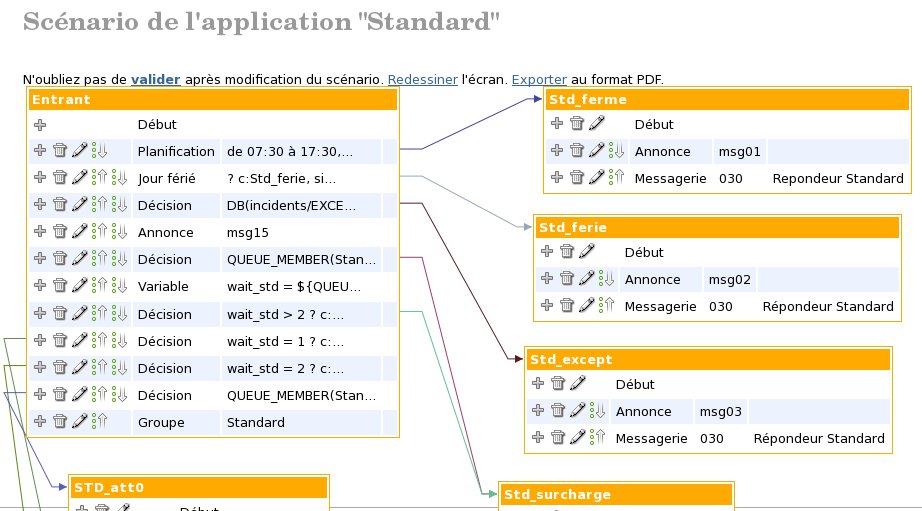 Scénario de l'application "Standard"
N'oubliez pas de valider après modification du scénario. Redessiner l'écran. Exporter au format PDF.
Entrant
Début
Planification de 07:30 à 17:30,...
Jour férié ? c:Std_ferie, si...
Décision DB(incidents/EXCE...
Annonce msg15
Décision QUEUE_MEMBER(Stan...
Variable wait_std = ${QUEU...
Décision wait_std > 2 ? c:...
Décision wait_std = 1 ? c:...
Décision wait_std = 2 ? c:...
Décision QUEUE_MEMBER(Stan...
Groupe Standard
Std_ferme
Début
Annonce msg01
Messagerie 030 Repondeur Standard
Std_ferie
Début
Annonce msg02
Messagerie 030 Répondeur Standard
Std_except
Début
Annonce msg03
Messagerie 030 Répondeur Standard
STD_att0
Début
Std_surcharge